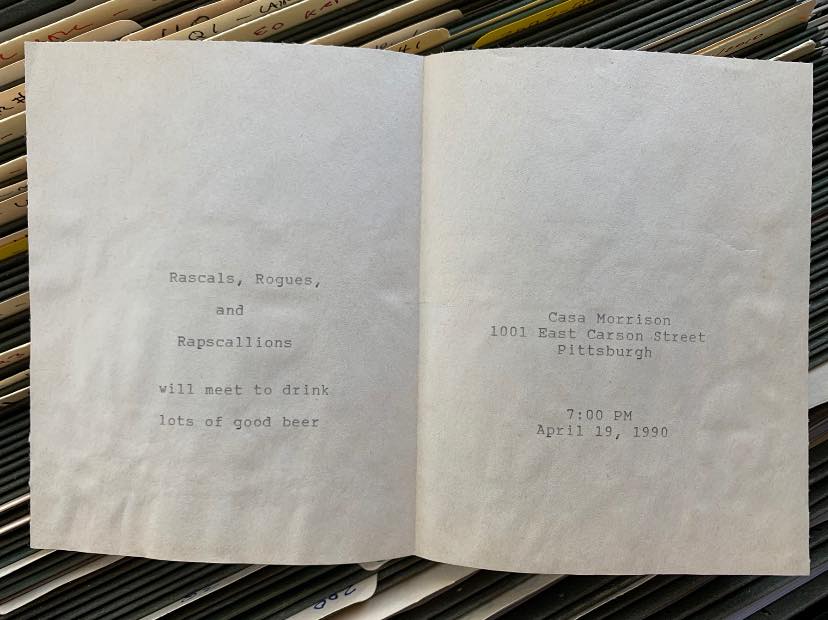 Rascals, Rogues,
and
Rapscallions
will meet to drink
lots of good beer
Casa Morrison
1001 East Carson Street
Pittsburgh
7:00 PM
April 19, 1990
200